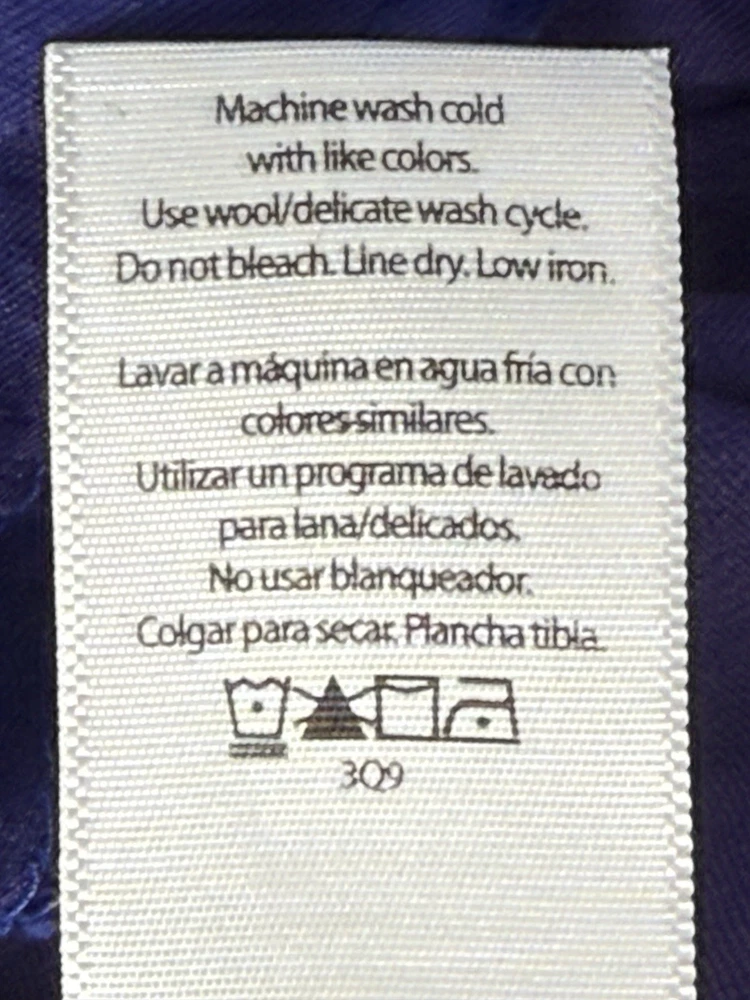 Machine wash cold
with like colors.
Use wool/delicate wash cycle.
Do not bleach. Line dry. Low iron.
Lavar a máquina en agua fría con
colores similares.
Utilizar un programa de lavado
para lana/delicados.
No usar blanqueador.
Colgar para secar. Plancha tibia.
3Q9